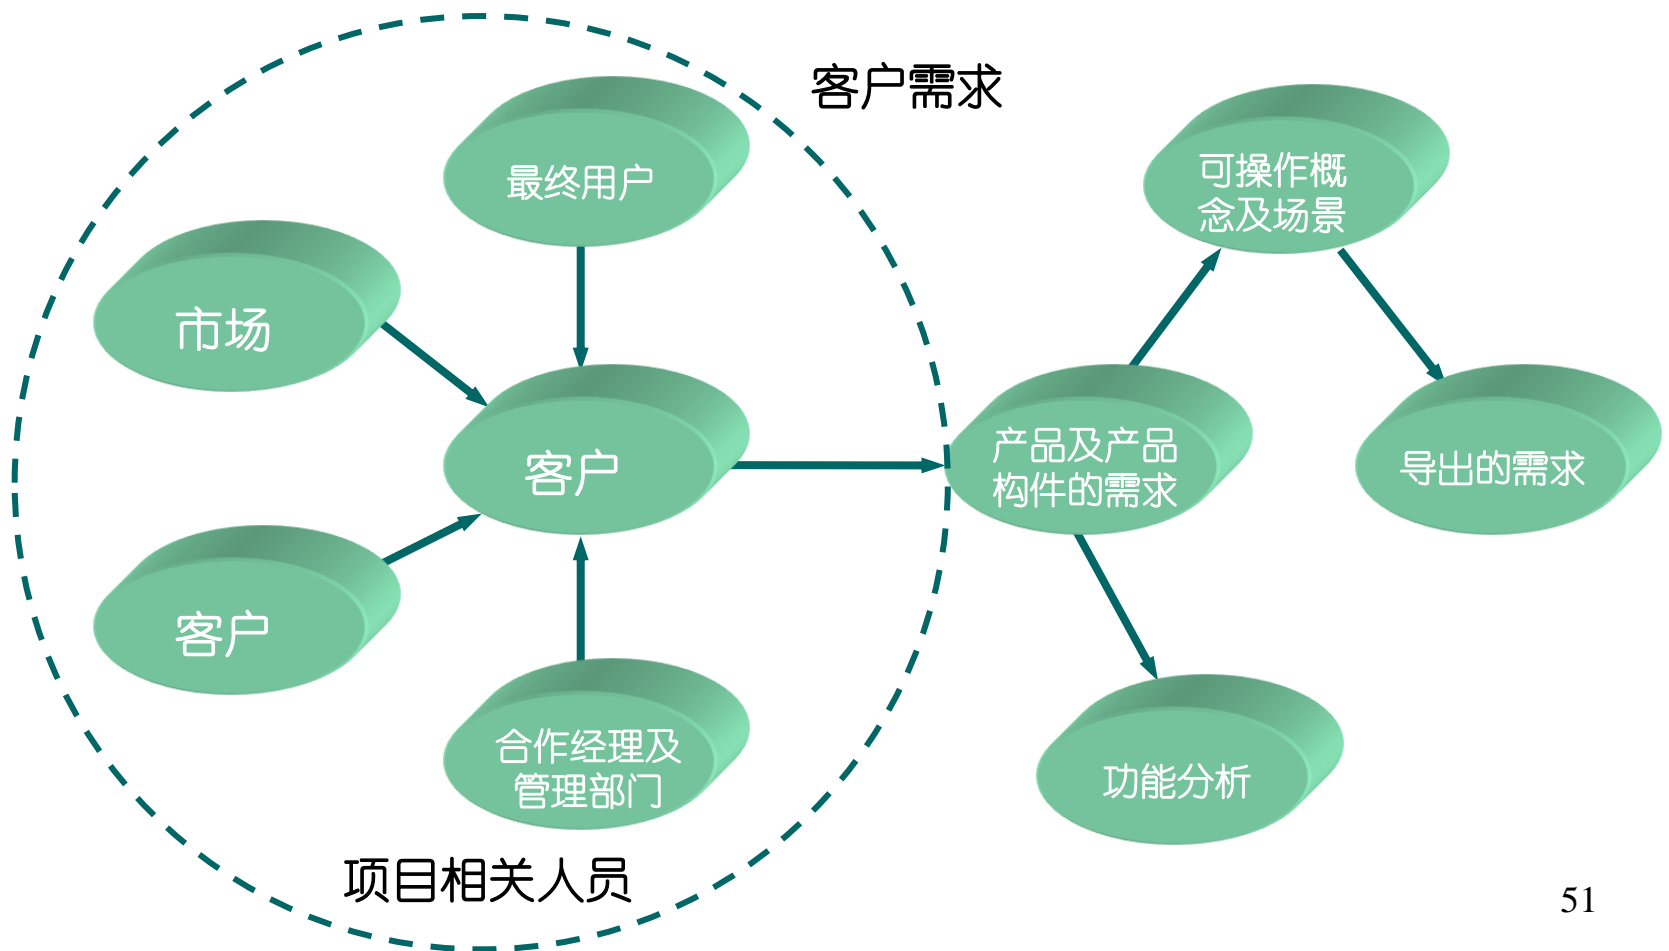 客户需求
最终用户
可操作概
念及场景
市场
客户
产品及产品
构件的需求
导出的需求
客户
合作经理及
管理部门
功能分析
项目相关人员
51